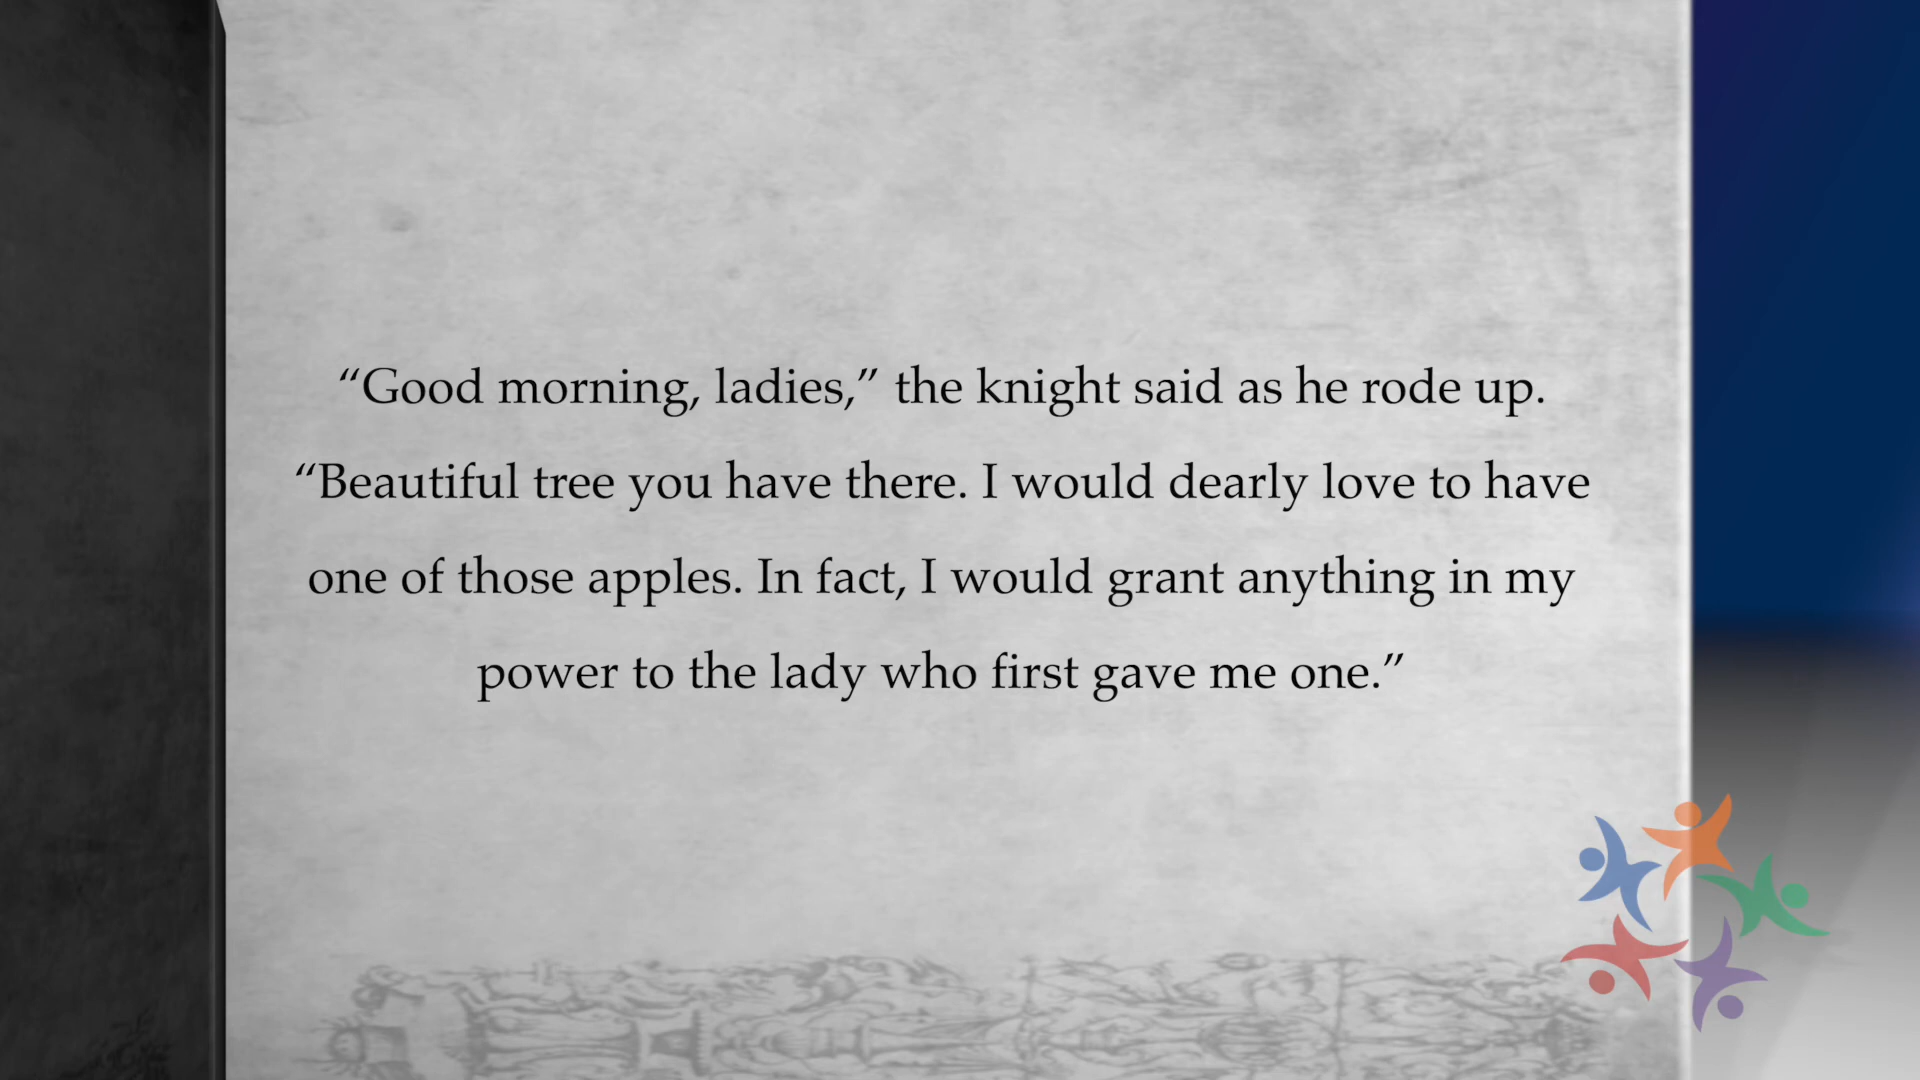 “Good morning, ladies,” the knight said as he rode up.
“Beautiful tree you have there. I would dearly love to have
one of those apples. In fact, I would grant anything in my
power to the lady who first gave me one.”